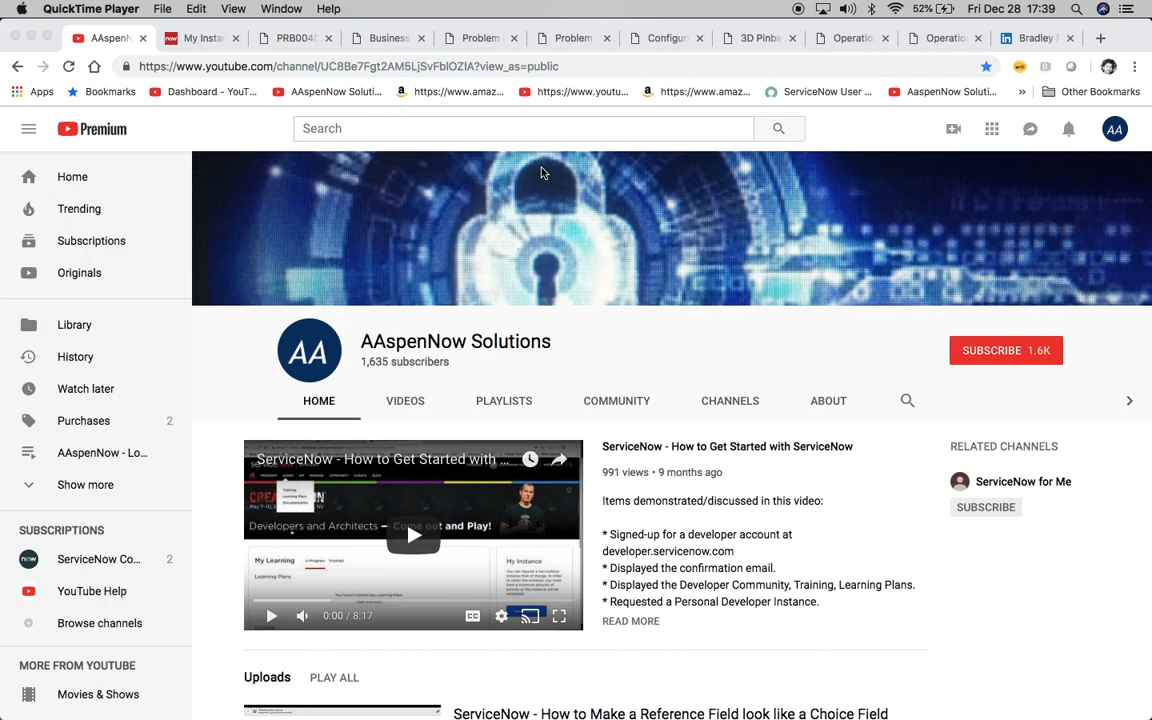 QuickTime Player File Edit View Window Help 52% Fri Dec 28 17:39
AAspenN My Instan PRB0040 Business Problem Problem Configura 3D Pinba Operatio Operatio Bradley
https://www.youtube.com/channel/UC8Be7Fgt2AM5LjSvFblOZIA?view_as=public
Apps Bookmarks Dashboard - YouT... AAspenNow Soluti... https://www.amaz... https://www.youtu... https://www.amaz... ServiceNow User ... AaspenNow Soluti... » Other Bookmarks
Premium
Search
AA
Home
Trending
Subscriptions
Originals
Library
History
Watch later
Purchases 2
AAspenNow - Lo...
Show more
SUBSCRIPTIONS
ServiceNow Co... 2
YouTube Help
Browse channels
MORE FROM YOUTUBE
Movies & Shows
AA
AAspenNow Solutions
1,635 subscribers
SUBSCRIBE 1.6K
HOME VIDEOS PLAYLISTS COMMUNITY CHANNELS ABOUT
ServiceNow - How to Get Started with ...
Developers and Architects – Come out and Play!
My Learning
Learning Plans
My Instance
0:00 / 8:17
ServiceNow - How to Get Started with ServiceNow
991 views • 9 months ago
Items demonstrated/discussed in this video:
* Signed-up for a developer account at
developer.servicenow.com
* Displayed the confirmation email.
* Displayed the Developer Community, Training, Learning Plans.
* Requested a Personal Developer Instance.
READ MORE
RELATED CHANNELS
ServiceNow for Me
SUBSCRIBE
Uploads PLAY ALL
ServiceNow - How to Make a Reference Field look like a Choice Field